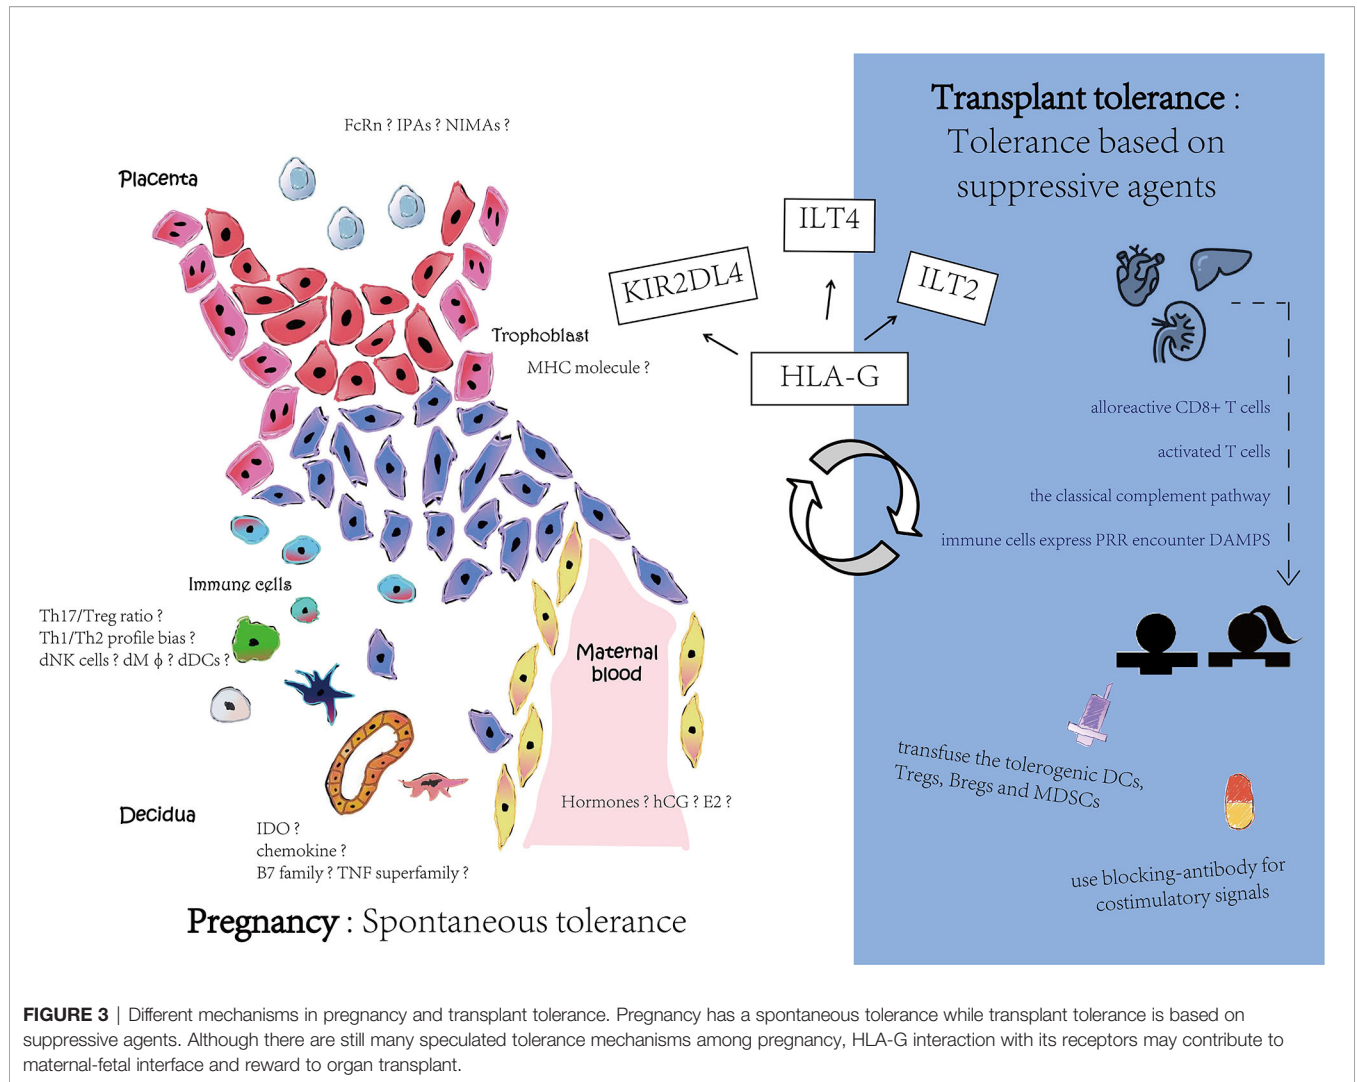 FcRn ? IPAs ? NIMAs ?
Placenta
Trophoblast
MHC molecule ?
Immune cells
Th17/Treg ratio ?
Th1/Th2 profile bias ?
dNK cells ? dM ϕ ? dDCs ?
Maternal
blood
Hormones ? hCG ? E2 ?
Decidua
IDO ?
chemokine ?
B7 family ? TNF superfamily ?
Pregnancy : Spontaneous tolerance
KIR2DL4
ILT4
ILT2
HLA-G
Transplant tolerance :
Tolerance based on
suppressive agents
alloreactive CD8+ T cells
activated T cells
the classical complement pathway
immune cells express PRR encounter DAMPS
transfuse the tolerogenic DCs,
Tregs, Bregs and MDSCs
use blocking-antibody for
costimulatory signals
FIGURE 3 | Different mechanisms in pregnancy and transplant tolerance. Pregnancy has a spontaneous tolerance while transplant tolerance is based on
suppressive agents. Although there are still many speculated tolerance mechanisms among pregnancy, HLA-G interaction with its receptors may contribute to
maternal-fetal interface and reward to organ transplant.